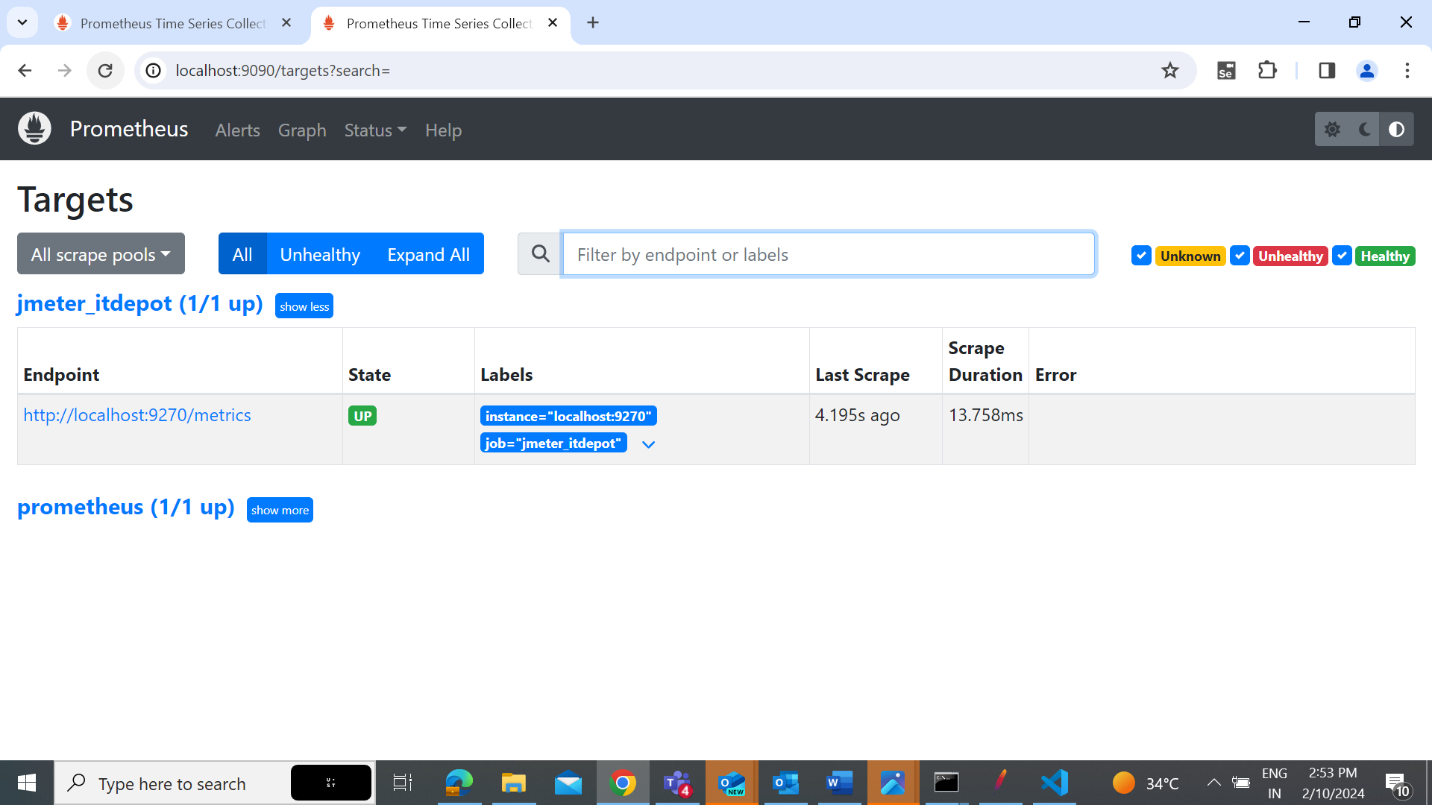 Prometheus Time Series Collect
Prometheus Time Series Collect
localhost:9090/targets?search=
Se
Prometheus Alerts Graph Status Help
Targets
All scrape pools All Unhealthy Expand All Filter by endpoint or labels Unknown Unhealthy Healthy
jmeter_itdepot (1/1 up) show less
Endpoint State Labels Last Scrape Scrape Duration Error
http://localhost:9270/metrics UP instance="localhost:9270" 4.195s ago 13.758ms
job="jmeter_itdepot"
prometheus (1/1 up) show more
Type here to search
4
NEW
W
34°C
ENG
IN
2:53 PM
2/10/2024
10